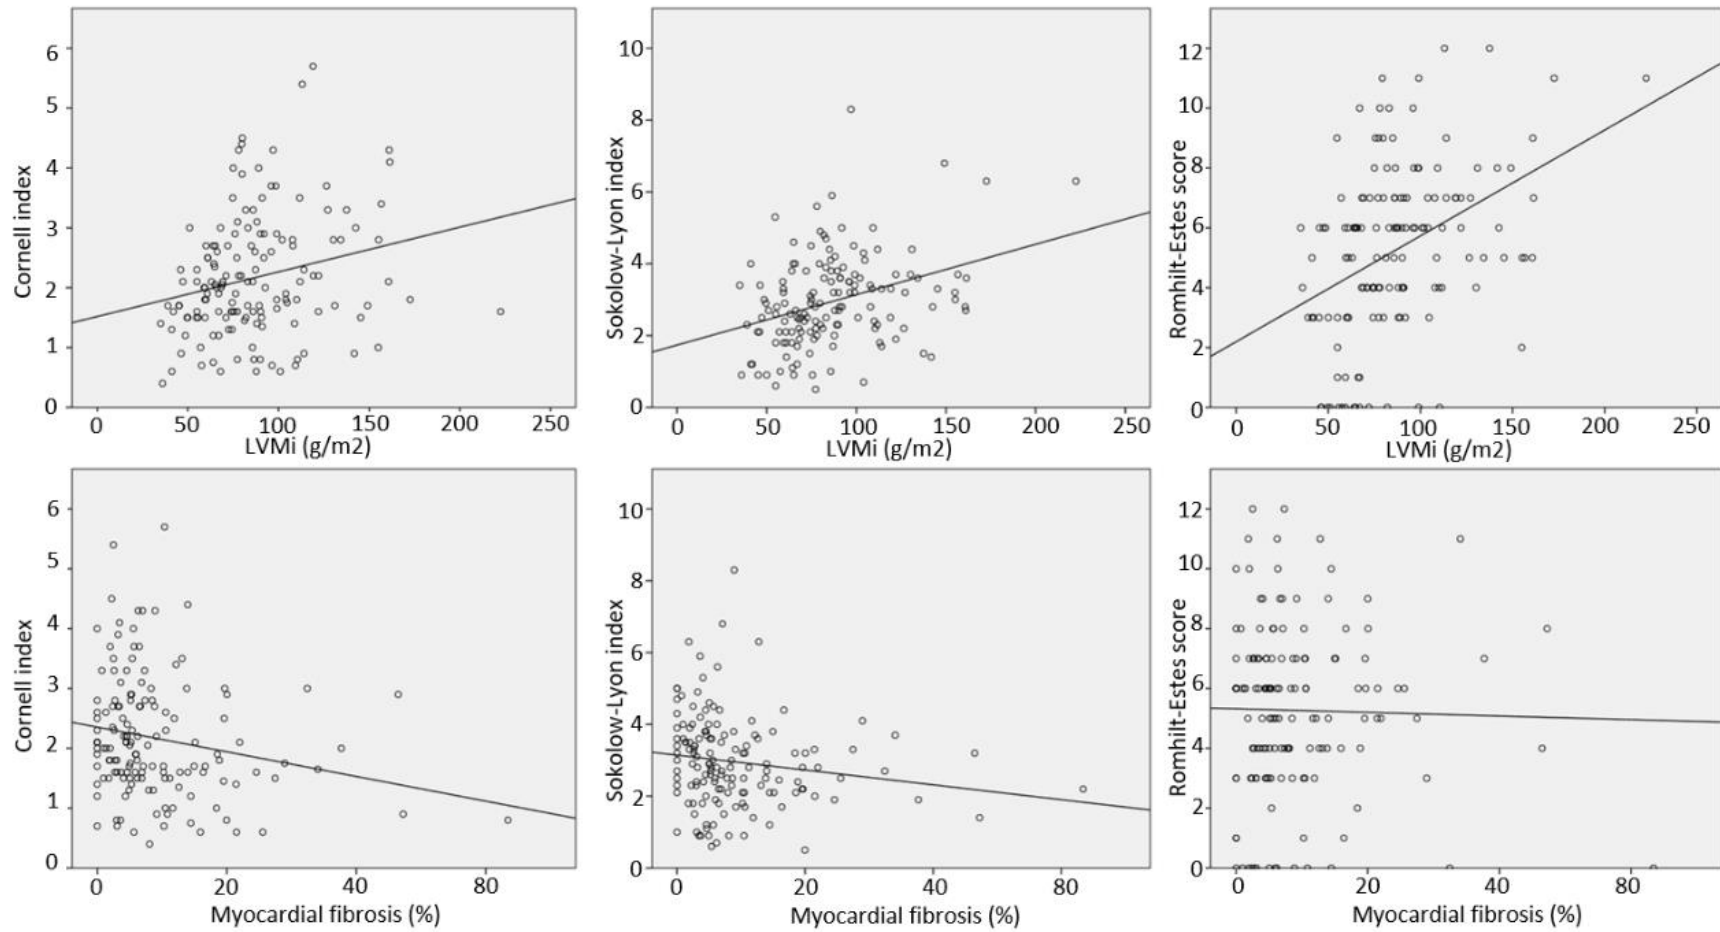 Cornell index
6
5
4
3
2
1
0
0 50 100 150 200 250
LVMi (g/m2)
Sokolow-Lyon index
10
8
6
4
2
0
0 50 100 150 200 250
LVMi (g/m2)
Romhilt-Estes score
12
10
8
6
4
2
0
0 50 100 150 200 250
LVMi (g/m2)
Cornell index
6
5
4
3
2
1
0
0 20 40 80
Myocardial fibrosis (%)
Sokolow-Lyon index
10
8
6
4
2
0
0 20 40 80
Myocardial fibrosis (%)
Romhilt-Estes score
12
10
8
6
4
2
0
0 20 40 80
Myocardial fibrosis (%)